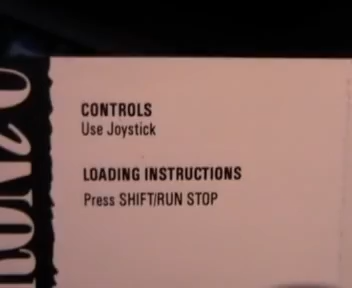 CONTROLS
Use Joystick
LOADING INSTRUCTIONS
Press SHIFT/RUN STOP